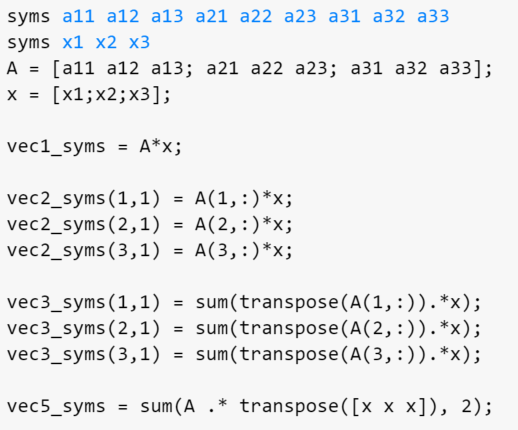 syms a11 a12 a13 a21 a22 a23 a31 a32 a33
syms x1 x2 x3
A = [a11 a12 a13; a21 a22 a23; a31 a32 a33];
x = [x1;x2;x3];
vec1_syms = A*x;
vec2_syms(1,1) = A(1,:)*x;
vec2_syms(2,1) = A(2,:)*x;
vec2_syms(3,1) = A(3,:)*x;
vec3_syms(1,1) = sum(transpose(A(1,:)).*x);
vec3_syms(2,1) = sum(transpose(A(2,:)).*x);
vec3_syms(3,1) = sum(transpose(A(3,:)).*x);
vec5_syms = sum(A .* transpose([x x x]), 2);